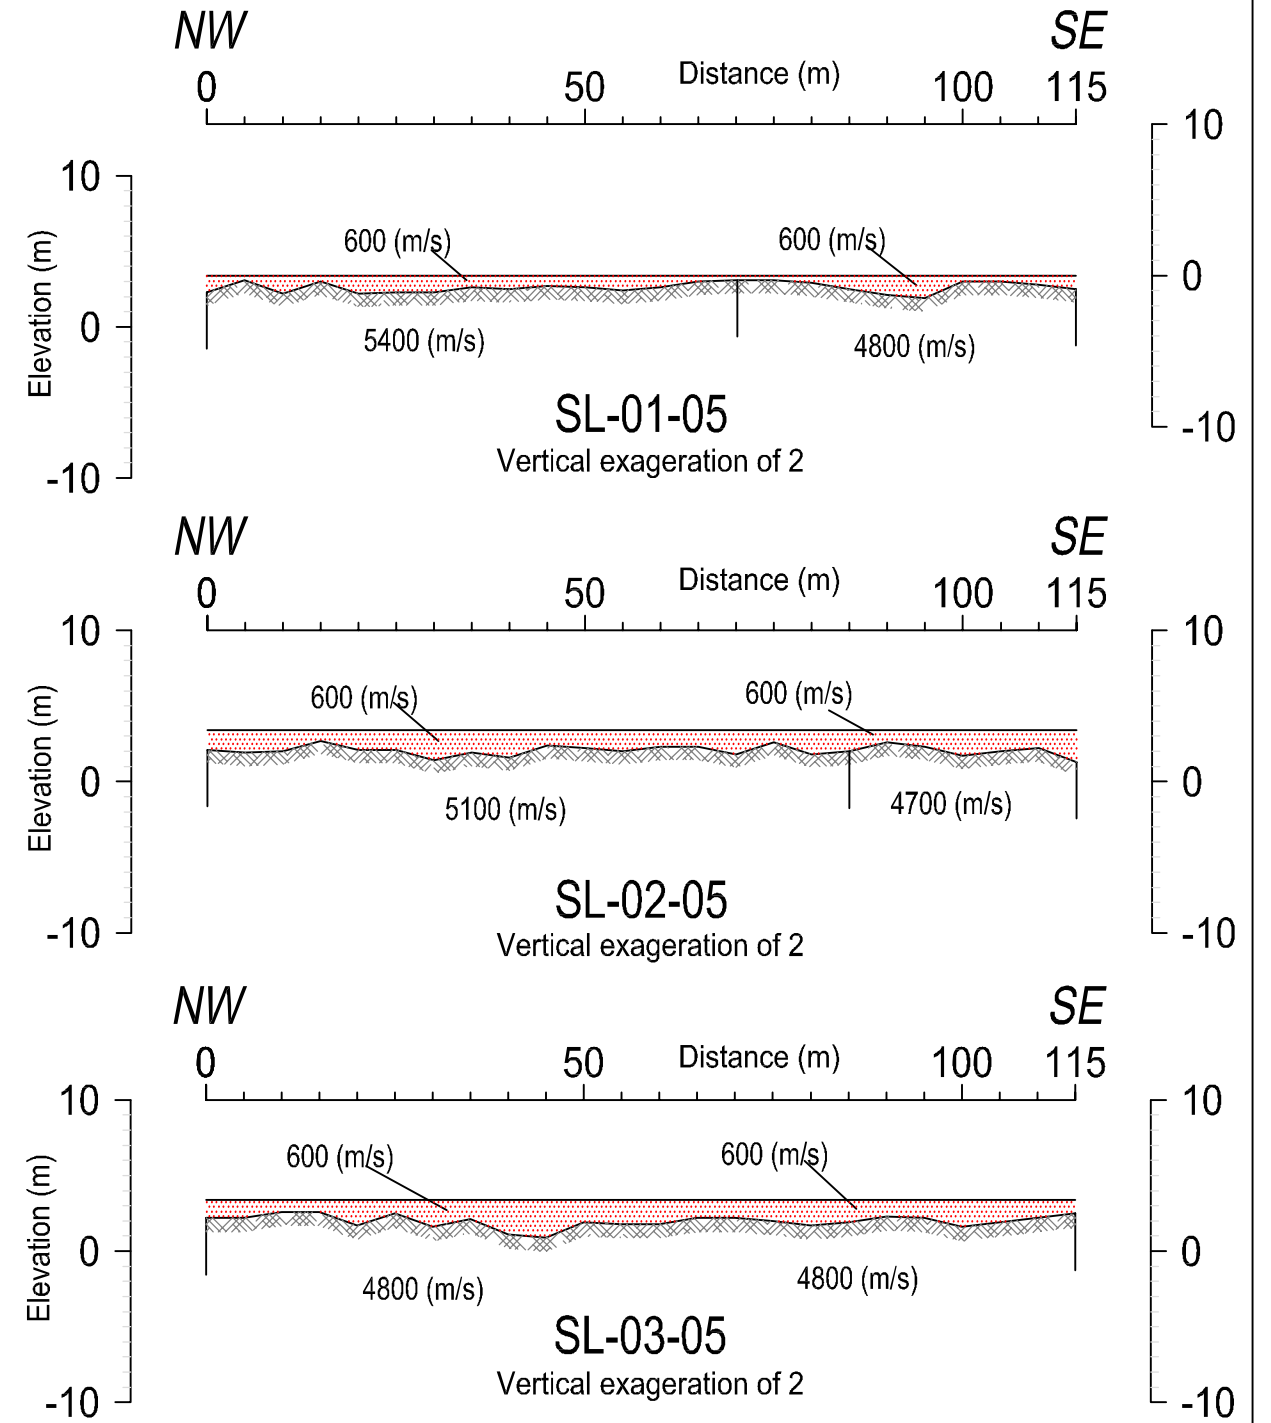 NW SE
Distance (m)
0 50 100 115
10 10
600 (m/s) 600 (m/s)
0 0
5400 (m/s) 4800 (m/s)
Elevation (m)
-10 -10
SL-01-05
Vertical exageration of 2
NW SE
Distance (m)
0 50 100 115
10 10
600 (m/s) 600 (m/s)
0 0
5100 (m/s) 4700 (m/s)
Elevation (m)
-10 -10
SL-02-05
Vertical exageration of 2
NW SE
Distance (m)
0 50 100 115
10 10
600 (m/s) 600 (m/s)
0 0
4800 (m/s) 4800 (m/s)
Elevation (m)
SL-03-05
Vertical exageration of 2
-10 -10